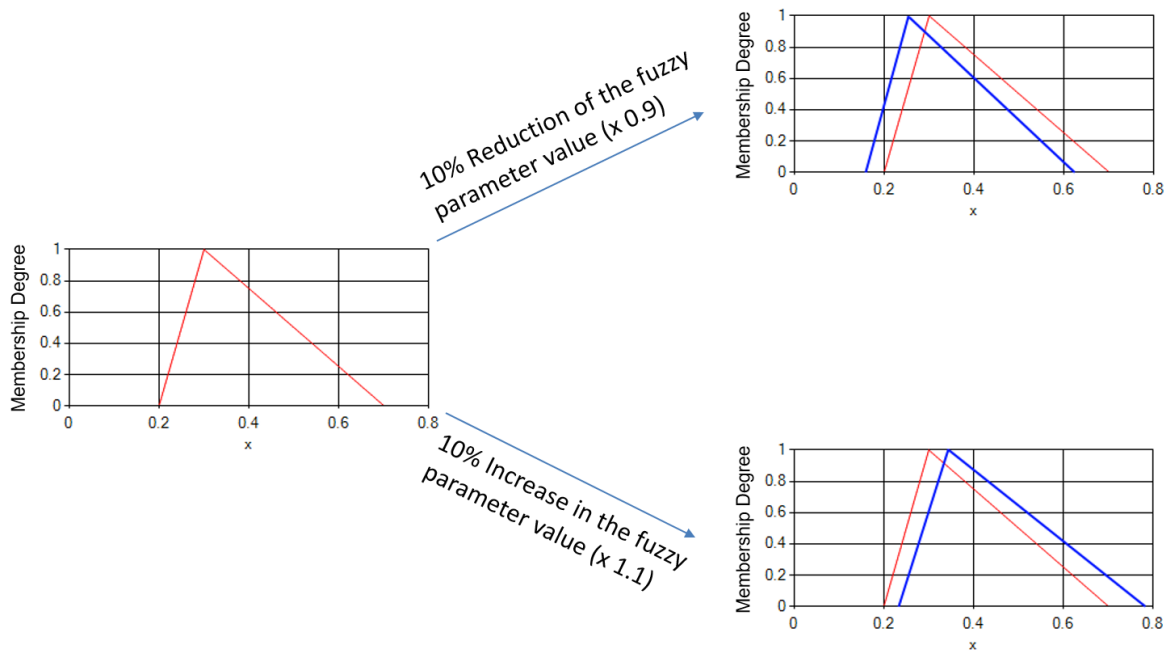 10% Reduction of the fuzzy
parameter value (x 0.9)
Membership Degree
1
0.8
0.6
0.4
0.2
0
0 0.2 0.4 0.6 0.8
x
Membership Degree
1
0.8
0.6
0.4
0.2
0
0 0.2 0.4 0.6 0.8
x
10% Increase in the fuzzy
parameter value (x 1.1)
Membership Degree
1
0.8
0.6
0.4
0.2
0
0 0.2 0.4 0.6 0.8
x